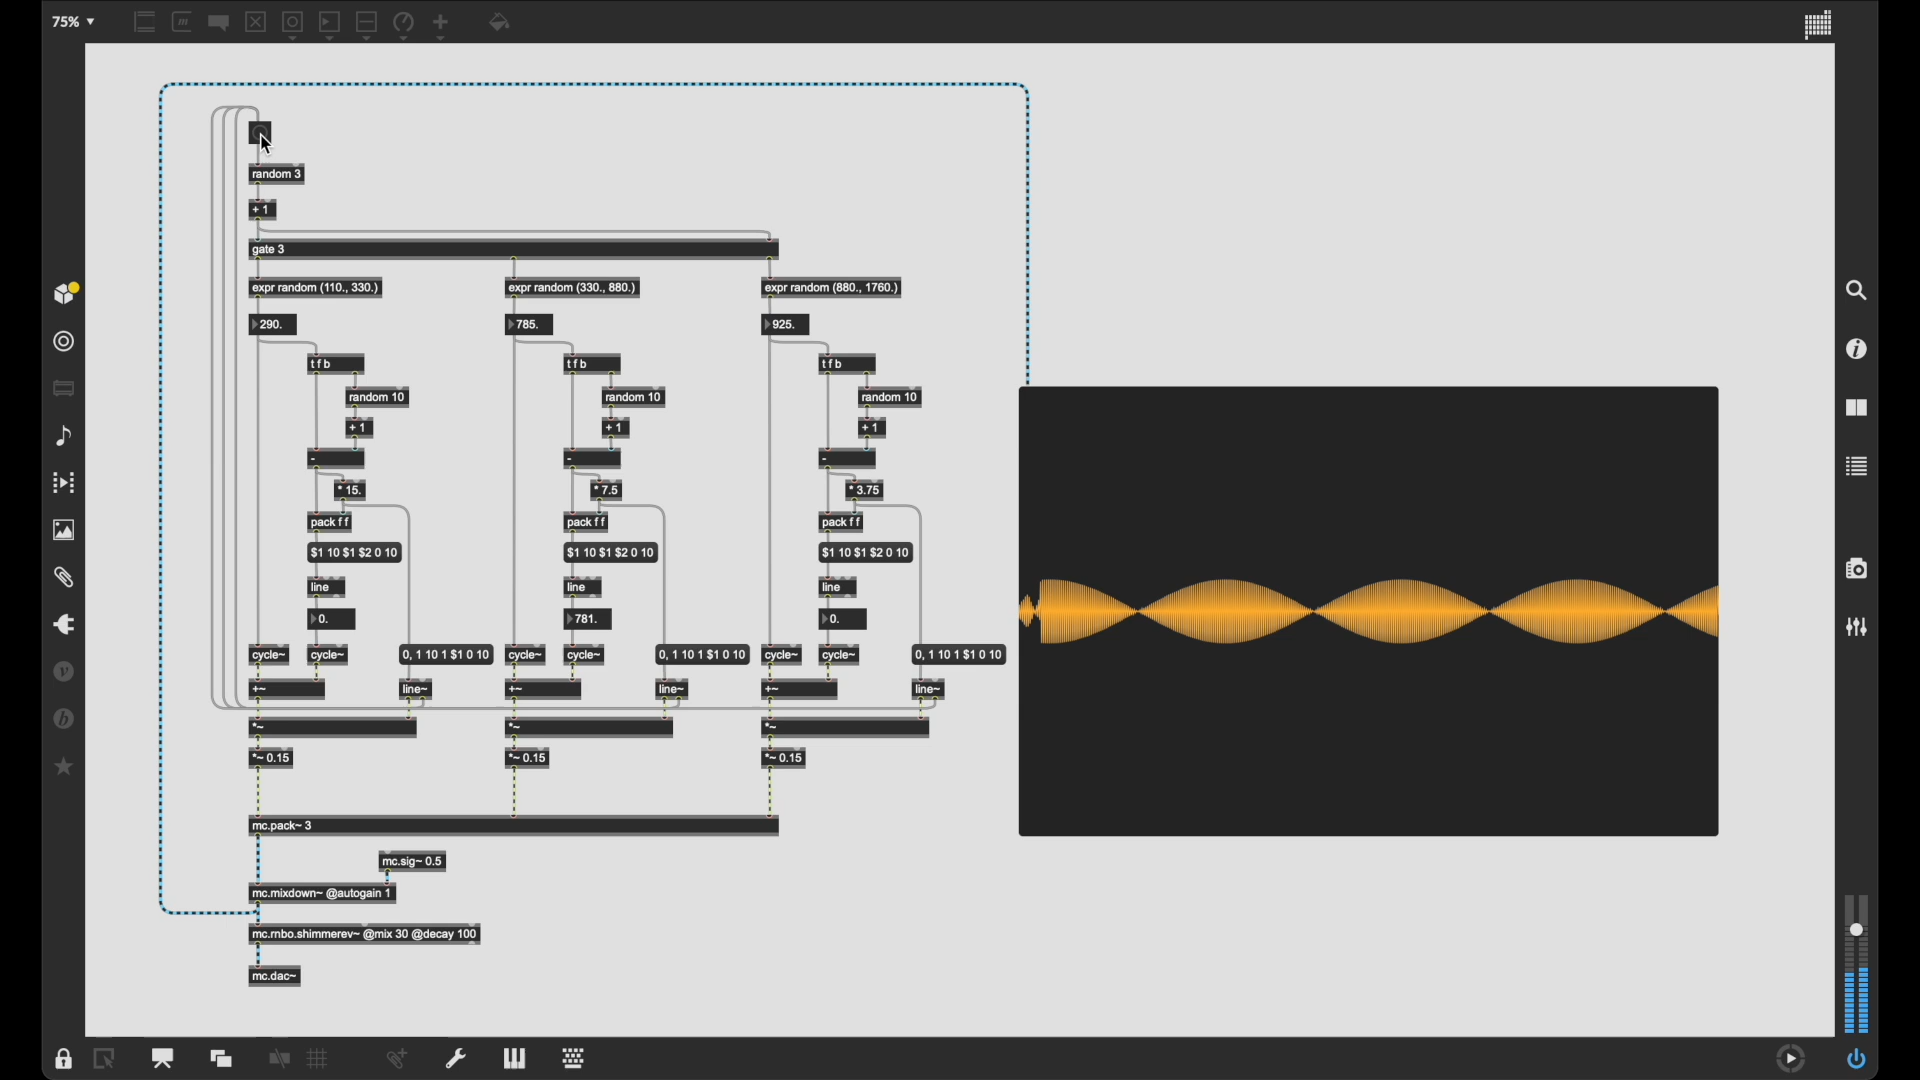 75%
random 3
+ 1
gate 3
expr random (110., 330.)
expr random (330., 880.)
expr random (880., 1760.)
290.
785.
925.
t f b
t f b
t f b
random 10
random 10
random 10
+ 1
+ 1
+ 1
-
-
-
* 15.
* 7.5
* 3.75
pack f f
pack f f
pack f f
$1 10 $1 $2 0 10
$1 10 $1 $2 0 10
$1 10 $1 $2 0 10
line
line
line
0.
781.
0.
cycle~
cycle~
0, 1 10 1 $1 0 10
cycle~
cycle~
0, 1 10 1 $1 0 10
cycle~
cycle~
0, 1 10 1 $1 0 10
+~
line~
+~
line~
+~
line~
*~
*~
*~
*~ 0.15
*~ 0.15
*~ 0.15
mc.pack~ 3
mc.sig~ 0.5
mc.mixdown~ @autogain 1
mc.rnbo.shimmerev~ @mix 30 @decay 100
mc.dac~